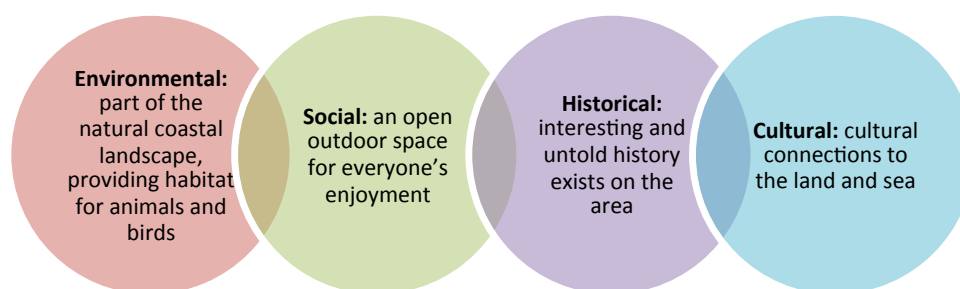 Environmental:
part of the
natural coastal
landscape,
providing habitat
for animals and
birds
Social: an open
outdoor space
for everyone’s
enjoyment
Historical:
interesting and
untold history
exists on the
area
Cultural: cultural
connections to
the land and sea